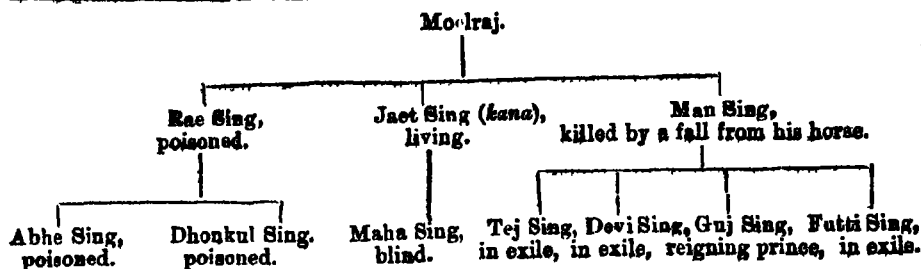 Moolraj.
Rae Sing, Jaet Sing (kana), Man Sing,
poisoned. living. killed by a fall from his horse.
Abhe Sing, Dhonkul Sing. Maha Sing, Tej Sing, Devi Sing, Guj Sing, Futti Sing,
poisoned. poisoned. blind. in exile, in exile, reigning prince, in exile.